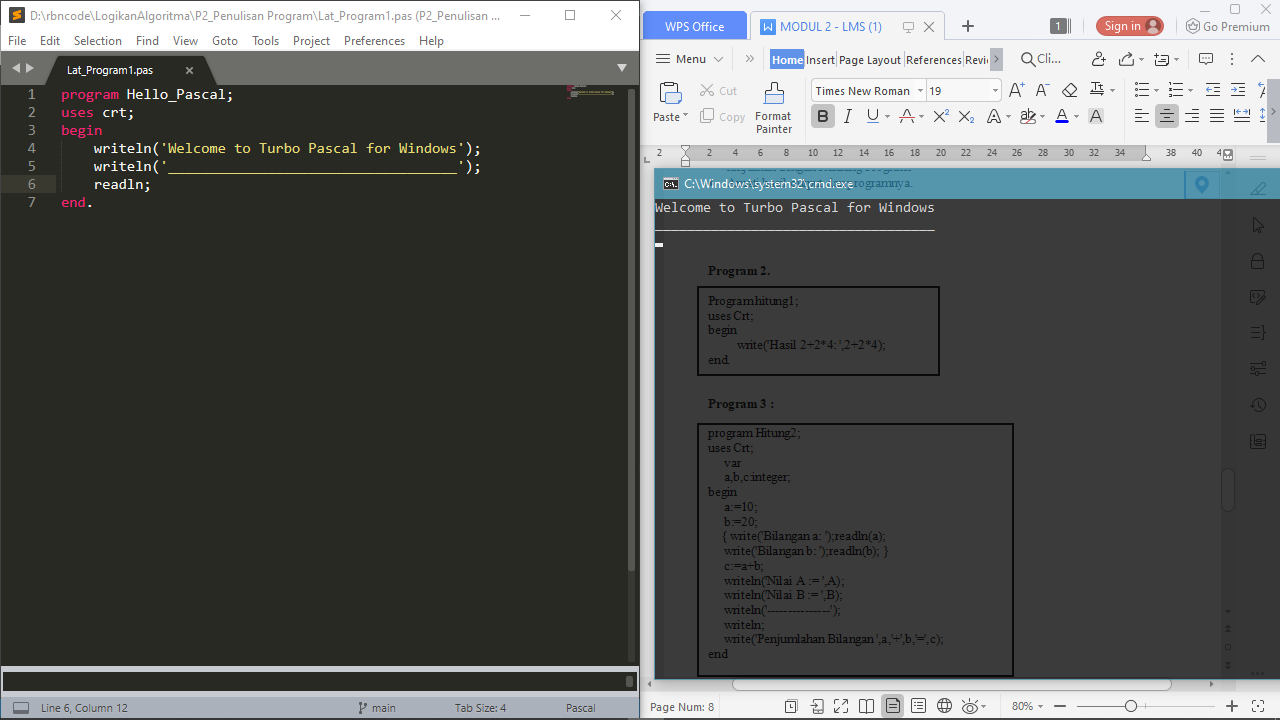 D:\rbncode\LogikanAlgoritma\P2_Penulisan Program\Lat_Program1.pas (P2_Penulisan ...
File Edit Selection Find View Goto Tools Project Preferences Help
Lat_Program1.pas
1 program Hello_Pascal;
2 uses crt;
3 begin
4 writeln('Welcome to Turbo Pascal for Windows');
5 writeln('___________________________________');
6 readln;
7 end.
Line 6, Column 12 main Tab Size: 4 Pascal
WPS Office MODUL 2 - LMS (1) 1 Sign in Go Premium
Menu Home Insert Page Layout References Revi Cli...
Paste Cut Copy Format Painter Times New Roman 19
B I U A X² X₂ A ab A A
2 2 4 6 8 10 12 14 16 18 20 22 24 26 28 30 32 34 38 4
programnya.
C:\Windows\system32\cmd.exe
Welcome to Turbo Pascal for Windows
___________________________________
Program 2.
Program hitung1;
uses Crt;
begin
write('Hasil 2+2*4: ',2+2*4);
end.
Program 3 :
program Hitung2;
uses Crt;
var
a,b,c:integer;
begin
a:=10;
b:=20;
{ write('Bilangan a: ');readln(a);
write('Bilangan b: ');readln(b); }
c:=a+b;
writeln('Nilai A := ',A);
writeln('Nilai B := ',B);
writeln('---------------');
writeln;
write('Penjumlahan Bilangan ',a,'+',b,'=',c);
end
Page Num: 8 80%